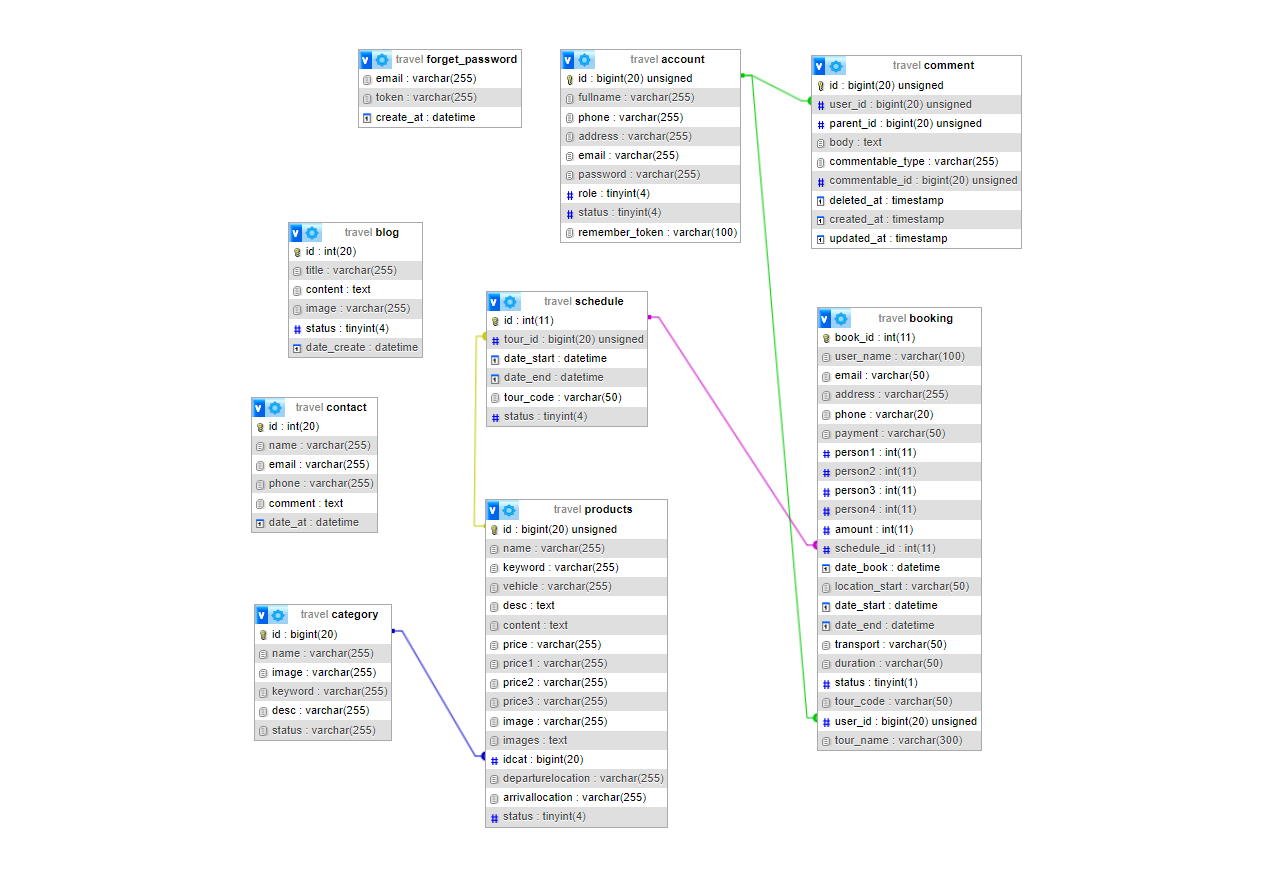 travel forget_password
email : varchar(255)
token : varchar(255)
create_at : datetime
travel account
id : bigint(20) unsigned
fullname : varchar(255)
phone : varchar(255)
address : varchar(255)
email : varchar(255)
password : varchar(255)
role : tinyint(4)
status : tinyint(4)
remember_token : varchar(100)
travel comment
id : bigint(20) unsigned
user_id : bigint(20) unsigned
parent_id : bigint(20) unsigned
body : text
commentable_type : varchar(255)
commentable_id : bigint(20) unsigned
deleted_at : timestamp
created_at : timestamp
updated_at : timestamp
travel blog
id : int(20)
title : varchar(255)
content : text
image : varchar(255)
status : tinyint(4)
date_create : datetime
travel schedule
id : int(11)
tour_id : bigint(20) unsigned
date_start : datetime
date_end : datetime
tour_code : varchar(50)
status : tinyint(4)
travel booking
book_id : int(11)
user_name : varchar(100)
email : varchar(50)
address : varchar(255)
phone : varchar(20)
payment : varchar(50)
person1 : int(11)
person2 : int(11)
person3 : int(11)
person4 : int(11)
amount : int(11)
schedule_id : int(11)
date_book : datetime
location_start : varchar(50)
date_start : datetime
date_end : datetime
transport : varchar(50)
duration : varchar(50)
status : tinyint(1)
tour_code : varchar(50)
user_id : bigint(20) unsigned
tour_name : varchar(300)
travel contact
id : int(20)
name : varchar(255)
email : varchar(255)
phone : varchar(255)
comment : text
date_at : datetime
travel products
id : bigint(20) unsigned
name : varchar(255)
keyword : varchar(255)
vehicle : varchar(255)
desc : text
content : text
price : varchar(255)
price1 : varchar(255)
price2 : varchar(255)
price3 : varchar(255)
image : varchar(255)
images : text
idcat : bigint(20)
departurelocation : varchar(255)
arrivallocation : varchar(255)
status : tinyint(4)
travel category
id : bigint(20)
name : varchar(255)
image : varchar(255)
keyword : varchar(255)
desc : varchar(255)
status : varchar(255)